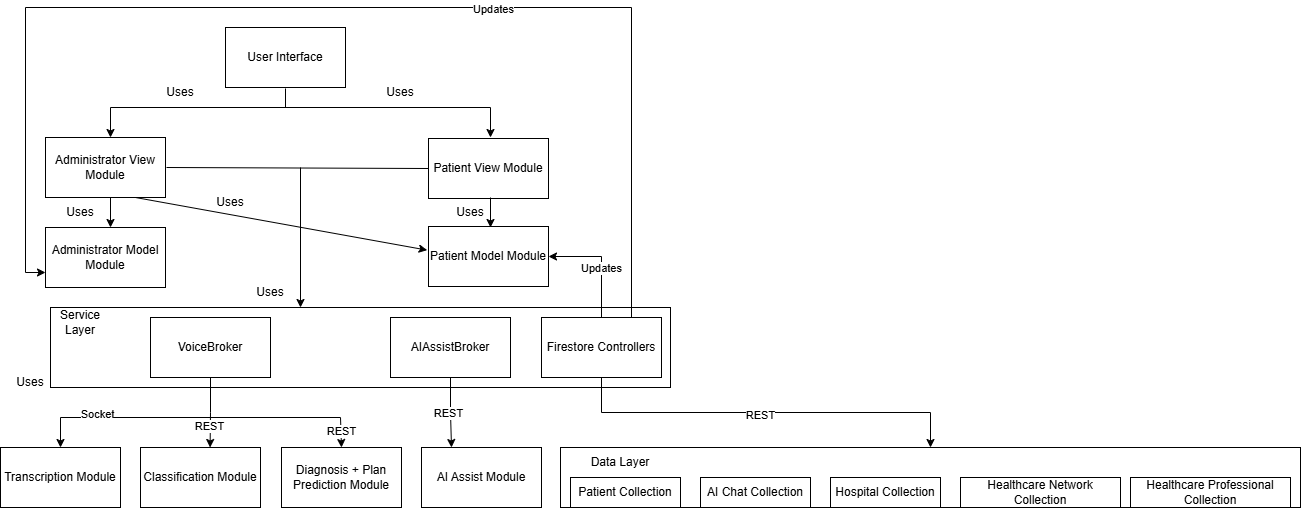 Updates
User Interface
Uses
Uses
Administrator View
Module
Patient View Module
Uses
Uses
Uses
Administrator Model
Module
Patient Model Module
Updates
Uses
Service
Layer
VoiceBroker
AIAssistBroker
Firestore Controllers
Uses
Socket
REST
REST
REST
REST
Transcription Module
Classification Module
Diagnosis + Plan
Prediction Module
AI Assist Module
Data Layer
Patient Collection
AI Chat Collection
Hospital Collection
Healthcare Network
Collection
Healthcare Professional
Collection